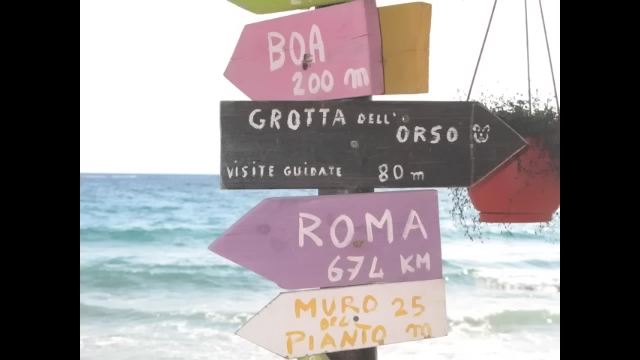 BOA
200 m
GROTTA DELL'
ORSO
VISITE GUIDATE 80 m
ROMA
674 KM
MURO 25
DEL
PIANTO m